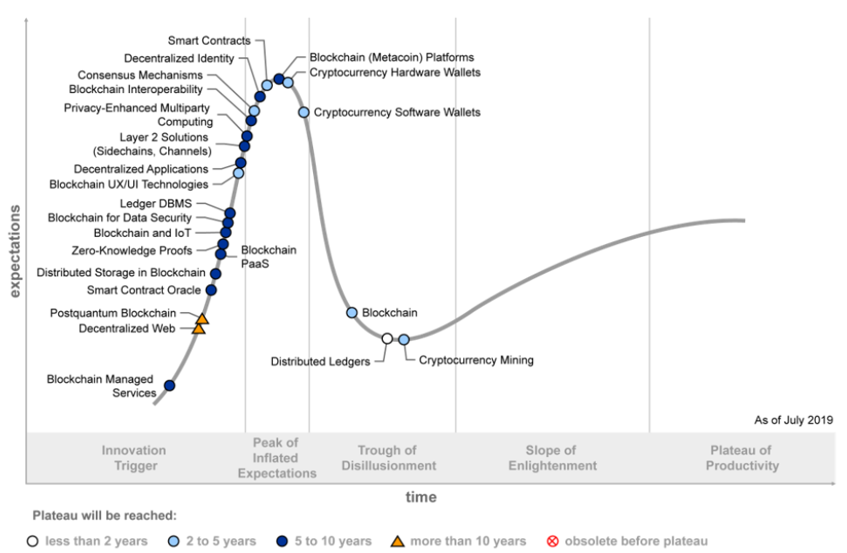 Smart Contracts
Decentralized Identity
Consensus Mechanisms
Blockchain Interoperability
Privacy-Enhanced Multiparty
Computing
Layer 2 Solutions
(Sidechains, Channels)
Decentralized Applications
Blockchain UX/UI Technologies
Ledger DBMS
Blockchain for Data Security
Blockchain and IoT
Zero-Knowledge Proofs
Blockchain
PaaS
Distributed Storage in Blockchain
Smart Contract Oracle
Postquantum Blockchain
Decentralized Web
Blockchain Managed
Services
Blockchain (Metacoin) Platforms
Cryptocurrency Hardware Wallets
Cryptocurrency Software Wallets
Blockchain
Distributed Ledgers
Cryptocurrency Mining
expectations
As of July 2019
Innovation
Trigger
Peak of
Inflated
Expectations
Trough of
Disillusionment
Slope of
Enlightenment
Plateau of
Productivity
time
Plateau will be reached:
less than 2 years
2 to 5 years
5 to 10 years
more than 10 years
obsolete before plateau